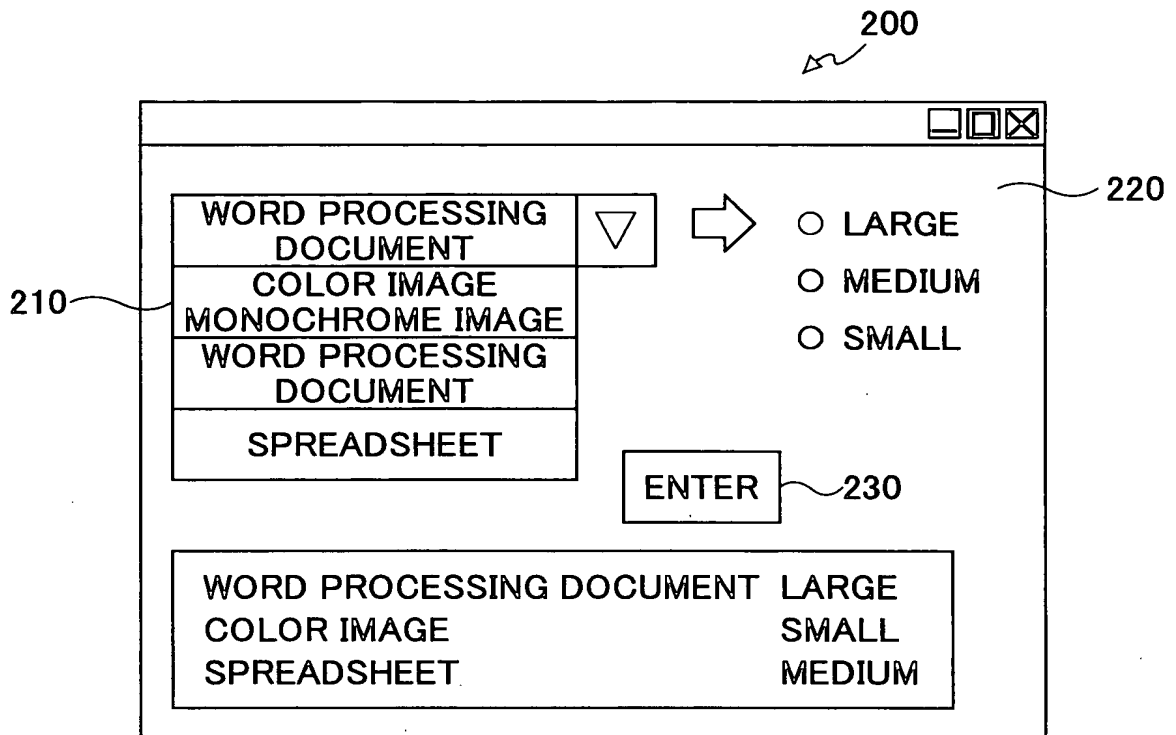 200
220
WORD PROCESSING
DOCUMENT
LARGE
COLOR IMAGE
MONOCHROME IMAGE
MEDIUM
210
WORD PROCESSING
DOCUMENT
SMALL
SPREADSHEET
ENTER
230
WORD PROCESSING DOCUMENT LARGE
COLOR IMAGE SMALL
SPREADSHEET MEDIUM